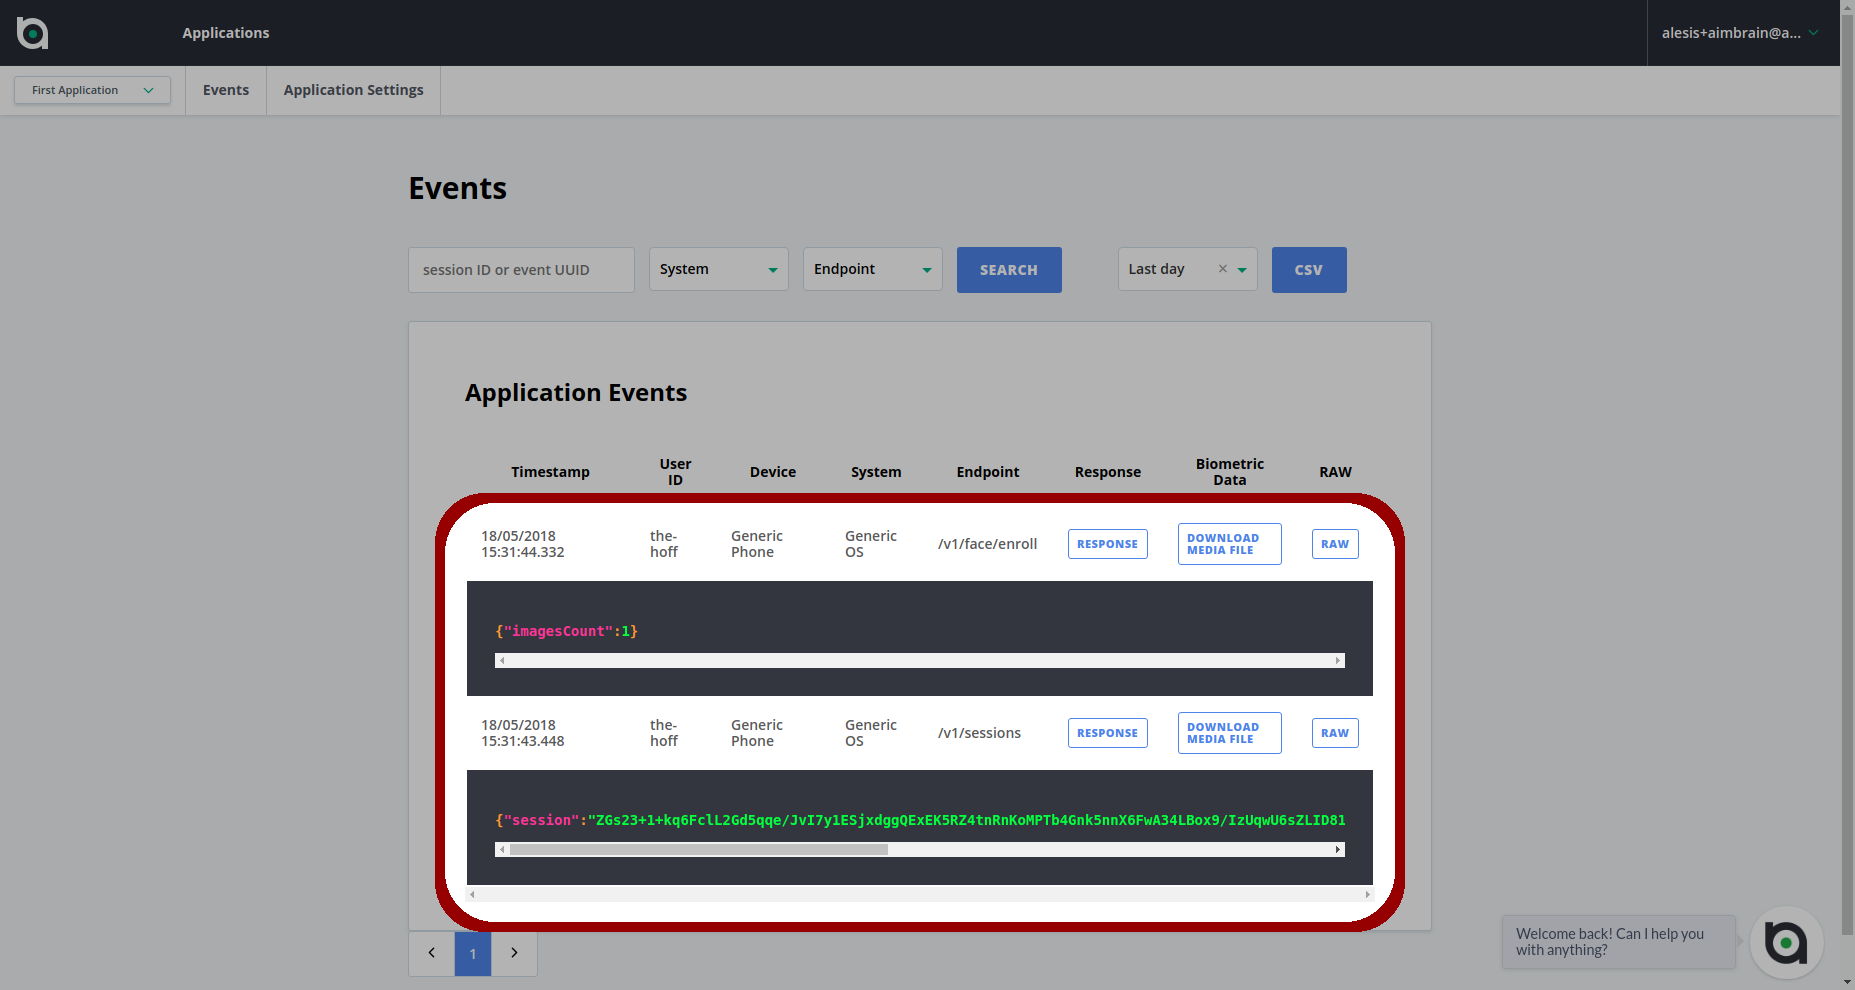 Applications
alesis+aimbrain@a...
First Application
Events
Application Settings
Events
session ID or event UUID
System
Endpoint
SEARCH
Last day
CSV
Application Events
Timestamp
User
ID
Device
System
Endpoint
Response
Biometric
Data
RAW
18/05/2018
15:31:44.332
the-
hoff
Generic
Phone
Generic
OS
/v1/face/enroll
RESPONSE
DOWNLOAD
MEDIA FILE
RAW
{"imagesCount":1}
18/05/2018
15:31:43.448
the-
hoff
Generic
Phone
Generic
OS
/v1/sessions
RESPONSE
DOWNLOAD
MEDIA FILE
RAW
{"session":"ZGs23+1+kq6FclL2Gd5qqe/JvI7y1ESjxdggQExEK5RZ4tnRnKoMPTb4Gnk5nnX6FwA34LBox9/IzUqwU6sZLID81
1
Welcome back! Can I help you
with anything?